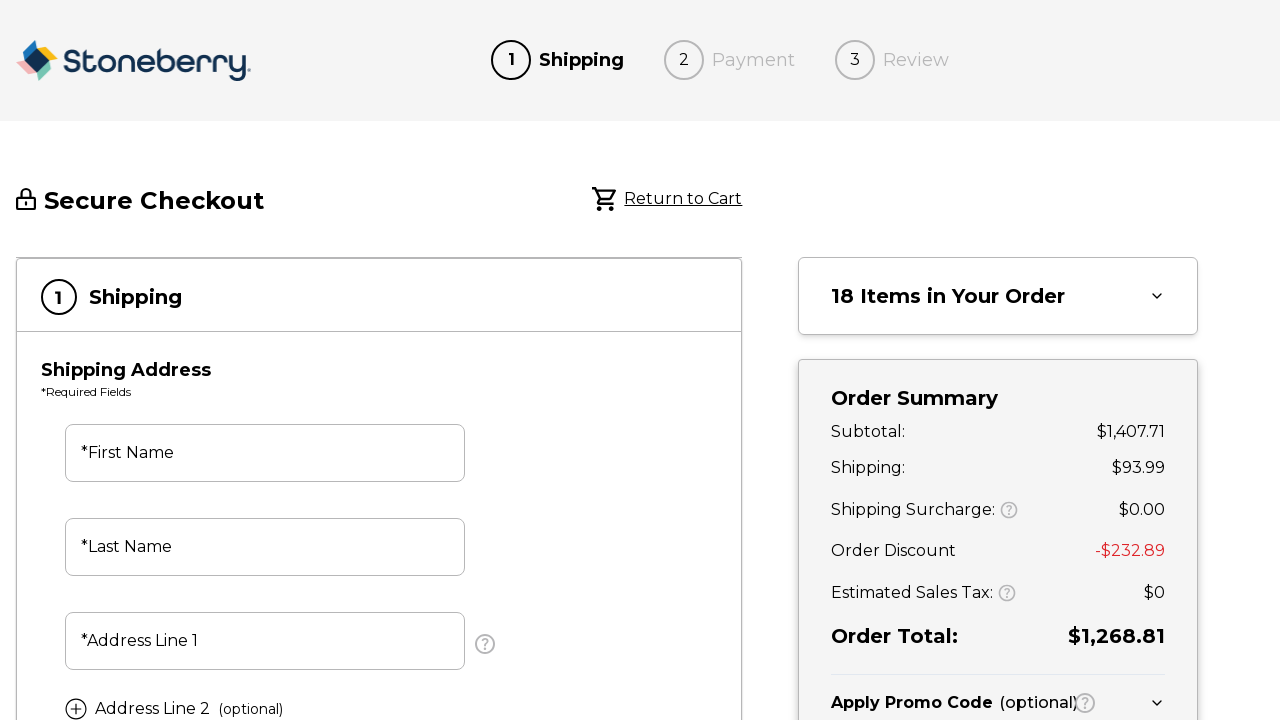 Stoneberry.
1 Shipping 2 Payment 3 Review
Secure Checkout
Return to Cart
1 Shipping
Shipping Address
*Required Fields
*First Name
*Last Name
*Address Line 1
?
Address Line 2 (optional)
18 Items in Your Order
Order Summary
Subtotal: $1,407.71
Shipping: $93.99
Shipping Surcharge: ? $0.00
Order Discount -$232.89
Estimated Sales Tax: ? $0
Order Total: $1,268.81
Apply Promo Code (optional) ?